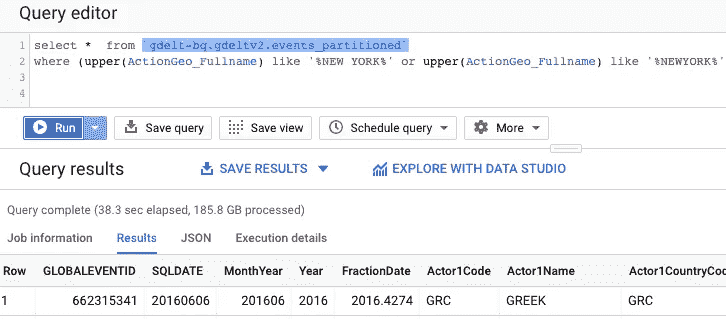 Query editor
1 select * from `gdelt-bq.gdeltv2.events_partitioned`
2 where (upper(ActionGeo_Fullname) like '%NEW YORK%' or upper(ActionGeo_Fullname) like '%NEWYORK%'
3
4
Run Save query Save view Schedule query More
Query results SAVE RESULTS EXPLORE WITH DATA STUDIO
Query complete (38.3 sec elapsed, 185.8 GB processed)
Job information Results JSON Execution details
Row GLOBALEVENTID SQLDATE MonthYear Year FractionDate Actor1Code Actor1Name Actor1CountryCod
1 662315341 20160606 201606 2016 2016.4274 GRC GREEK GRC